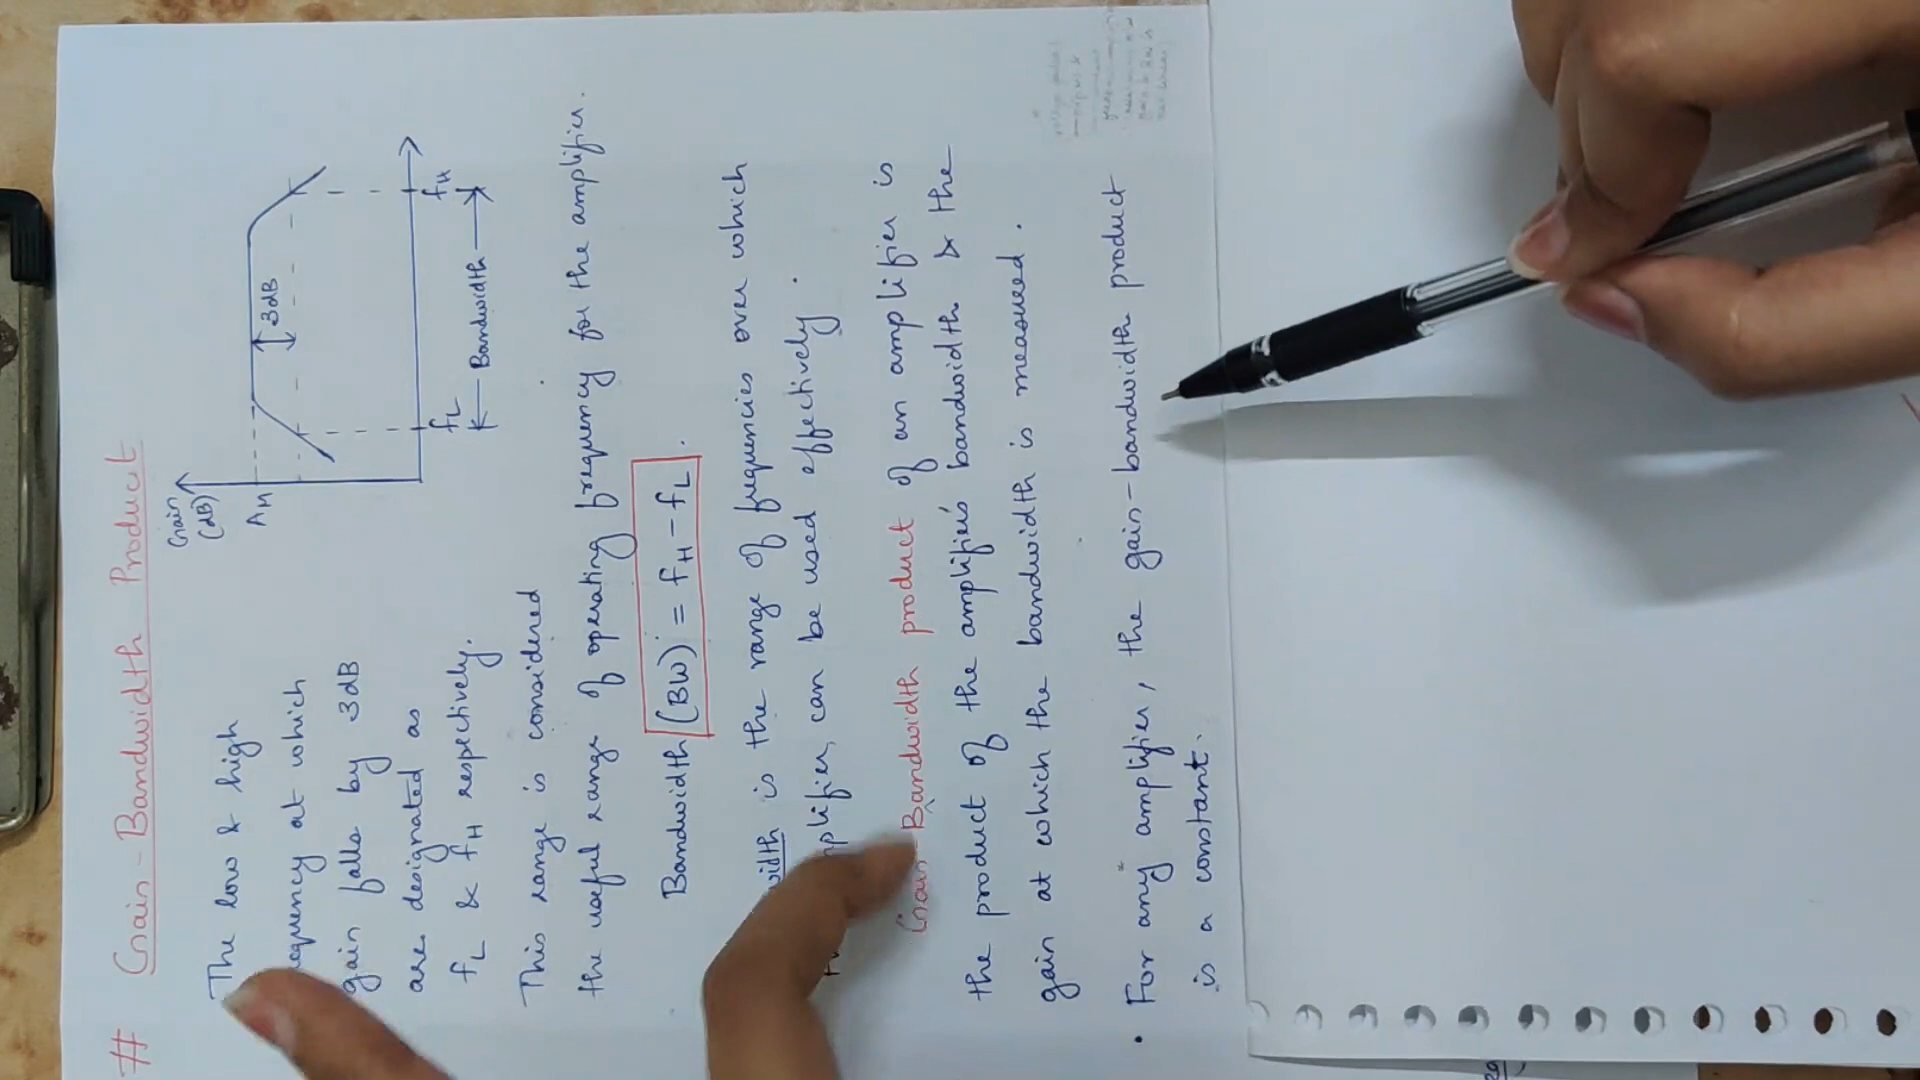 # Gain-Bandwidth Product
Gain
(dB)
AM
3dB
fL
fH
Bandwidth
The low & high
frequency at which
gain falls by 3dB
are designated as
fL & fH respectively.
This range is considered
the useful range of operating frequency for the amplifier.
Bandwidth (BW) = fH - fL.
is the range of frequencies over which
can be used effectively.
Gain-Bandwidth product of an amplifier is
the product of the amplifier's bandwidth & the
gain at which the bandwidth is measured.
• For any amplifier, the gain-bandwidth product
is a constant.